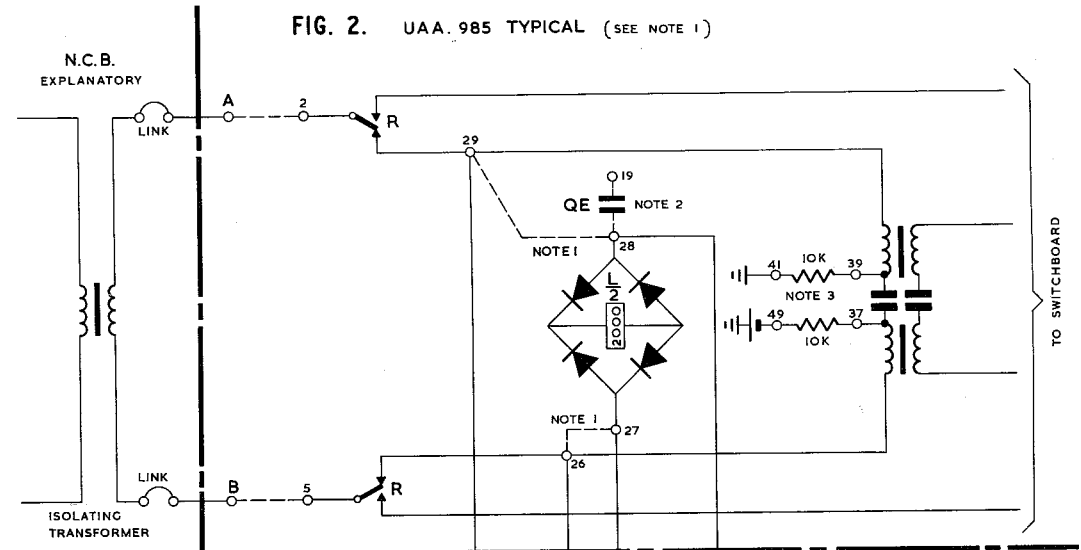 FIG. 2. UAA. 985 TYPICAL (SEE NOTE 1)
N.C.B.
EXPLANATORY
A
2
LINK
R
29
19
QE
NOTE 2
NOTE 1
28
L/2
2000
41
10K
39
NOTE 3
49
10K
37
TO SWITCHBOARD
NOTE 1
27
26
LINK
B
5
R
ISOLATING
TRANSFORMER